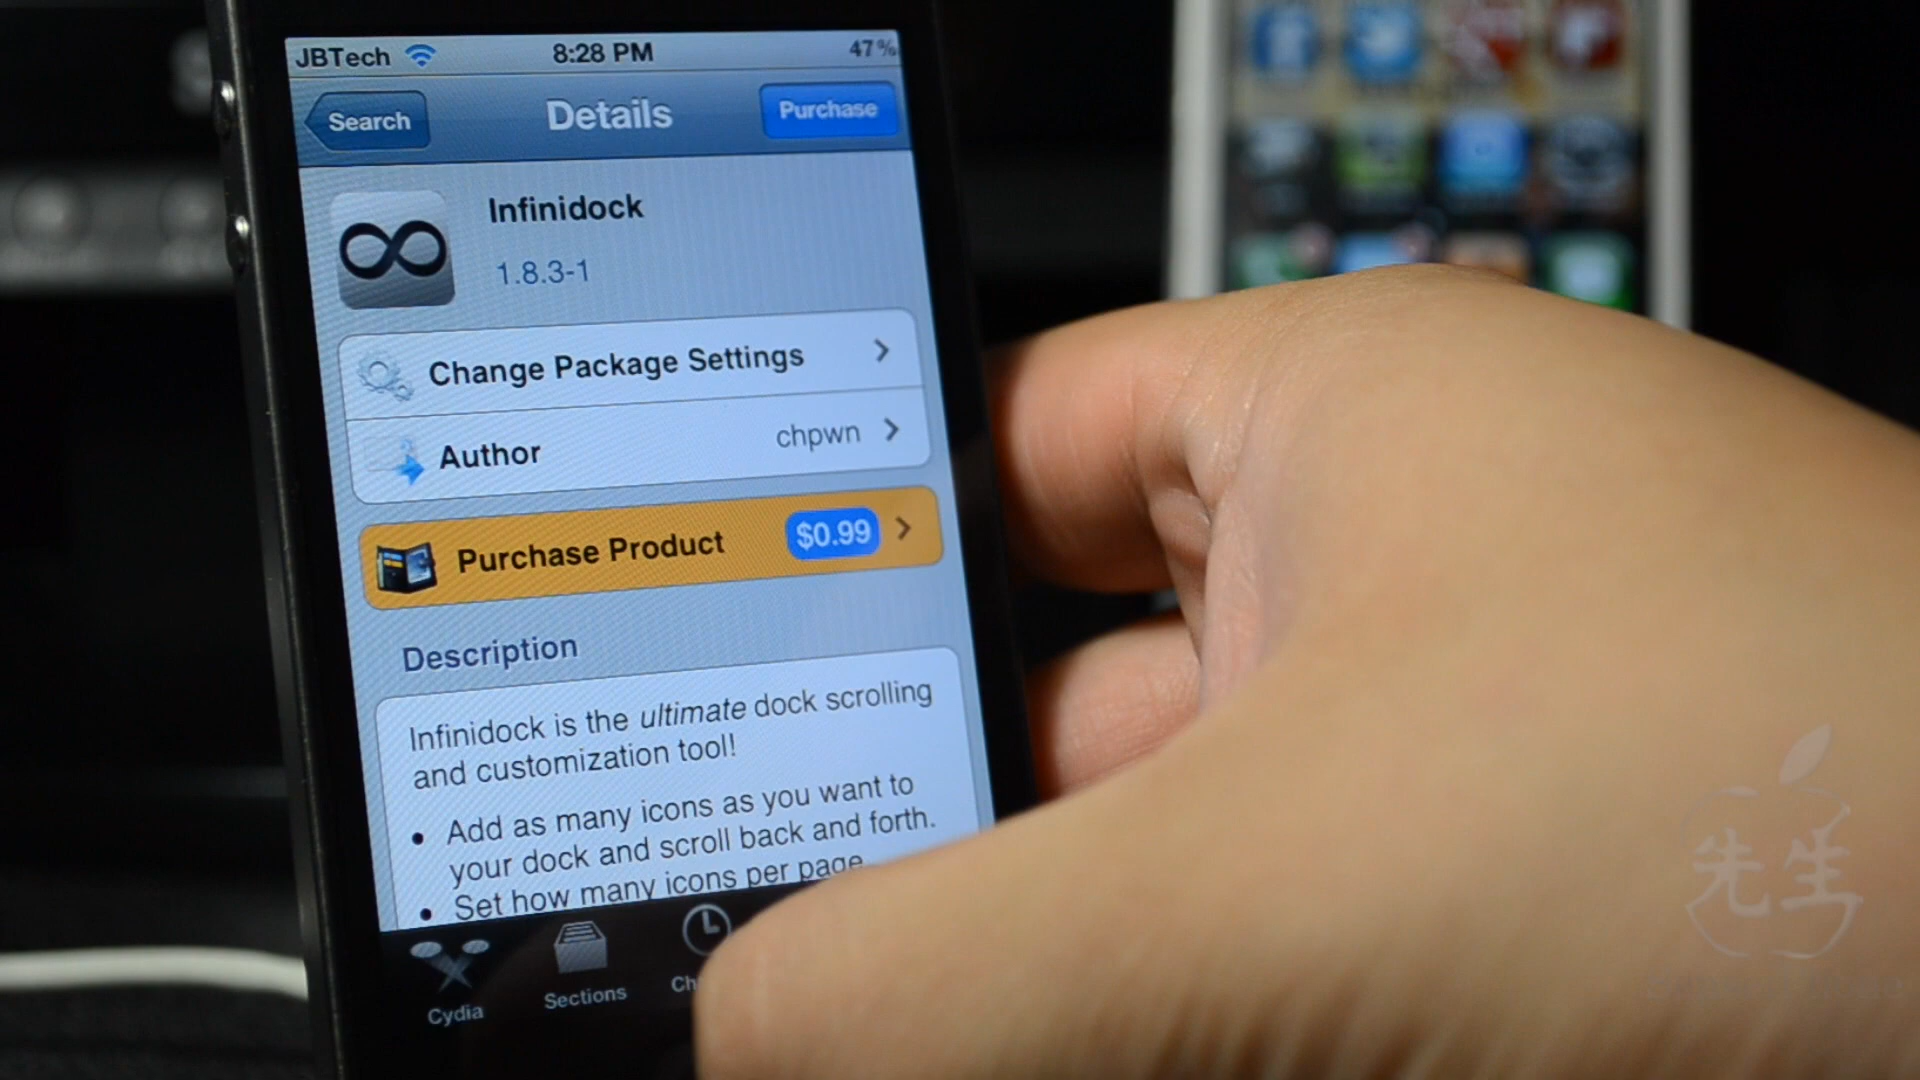 JBTech 8:28 PM 47%
Search Details Purchase
Infinidock
1.8.3-1
Change Package Settings
Author chpwn
Purchase Product $0.99
Description
Infinidock is the ultimate dock scrolling
and customization tool!
• Add as many icons as you want to
your dock and scroll back and forth.
• Set how many icons per page
Cydia Sections
先生